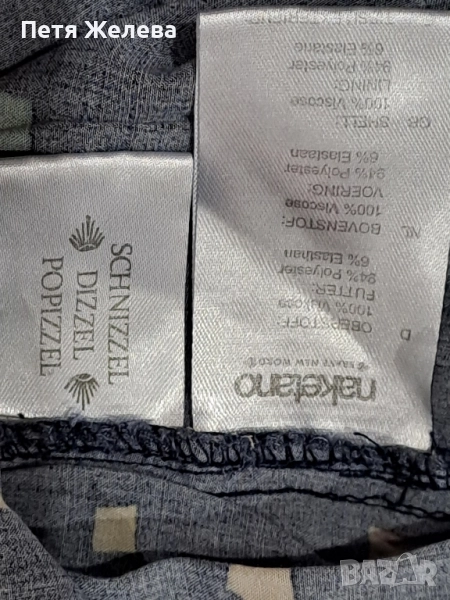 Петя Желева
SCHNIZZEL
DIZZEL
POPIZZEL
naketano
D
OBERSTOFF:
100% Viskose
FUTTER:
94% Polyester
6% Elasthan
NL
BOVENSTOF:
100% Viscose
VOERING:
94% Polyester
6% Elastaan
GB
SHELL:
100% Viscose
LINING:
94% Polyester
6% Elastane
BAZAR